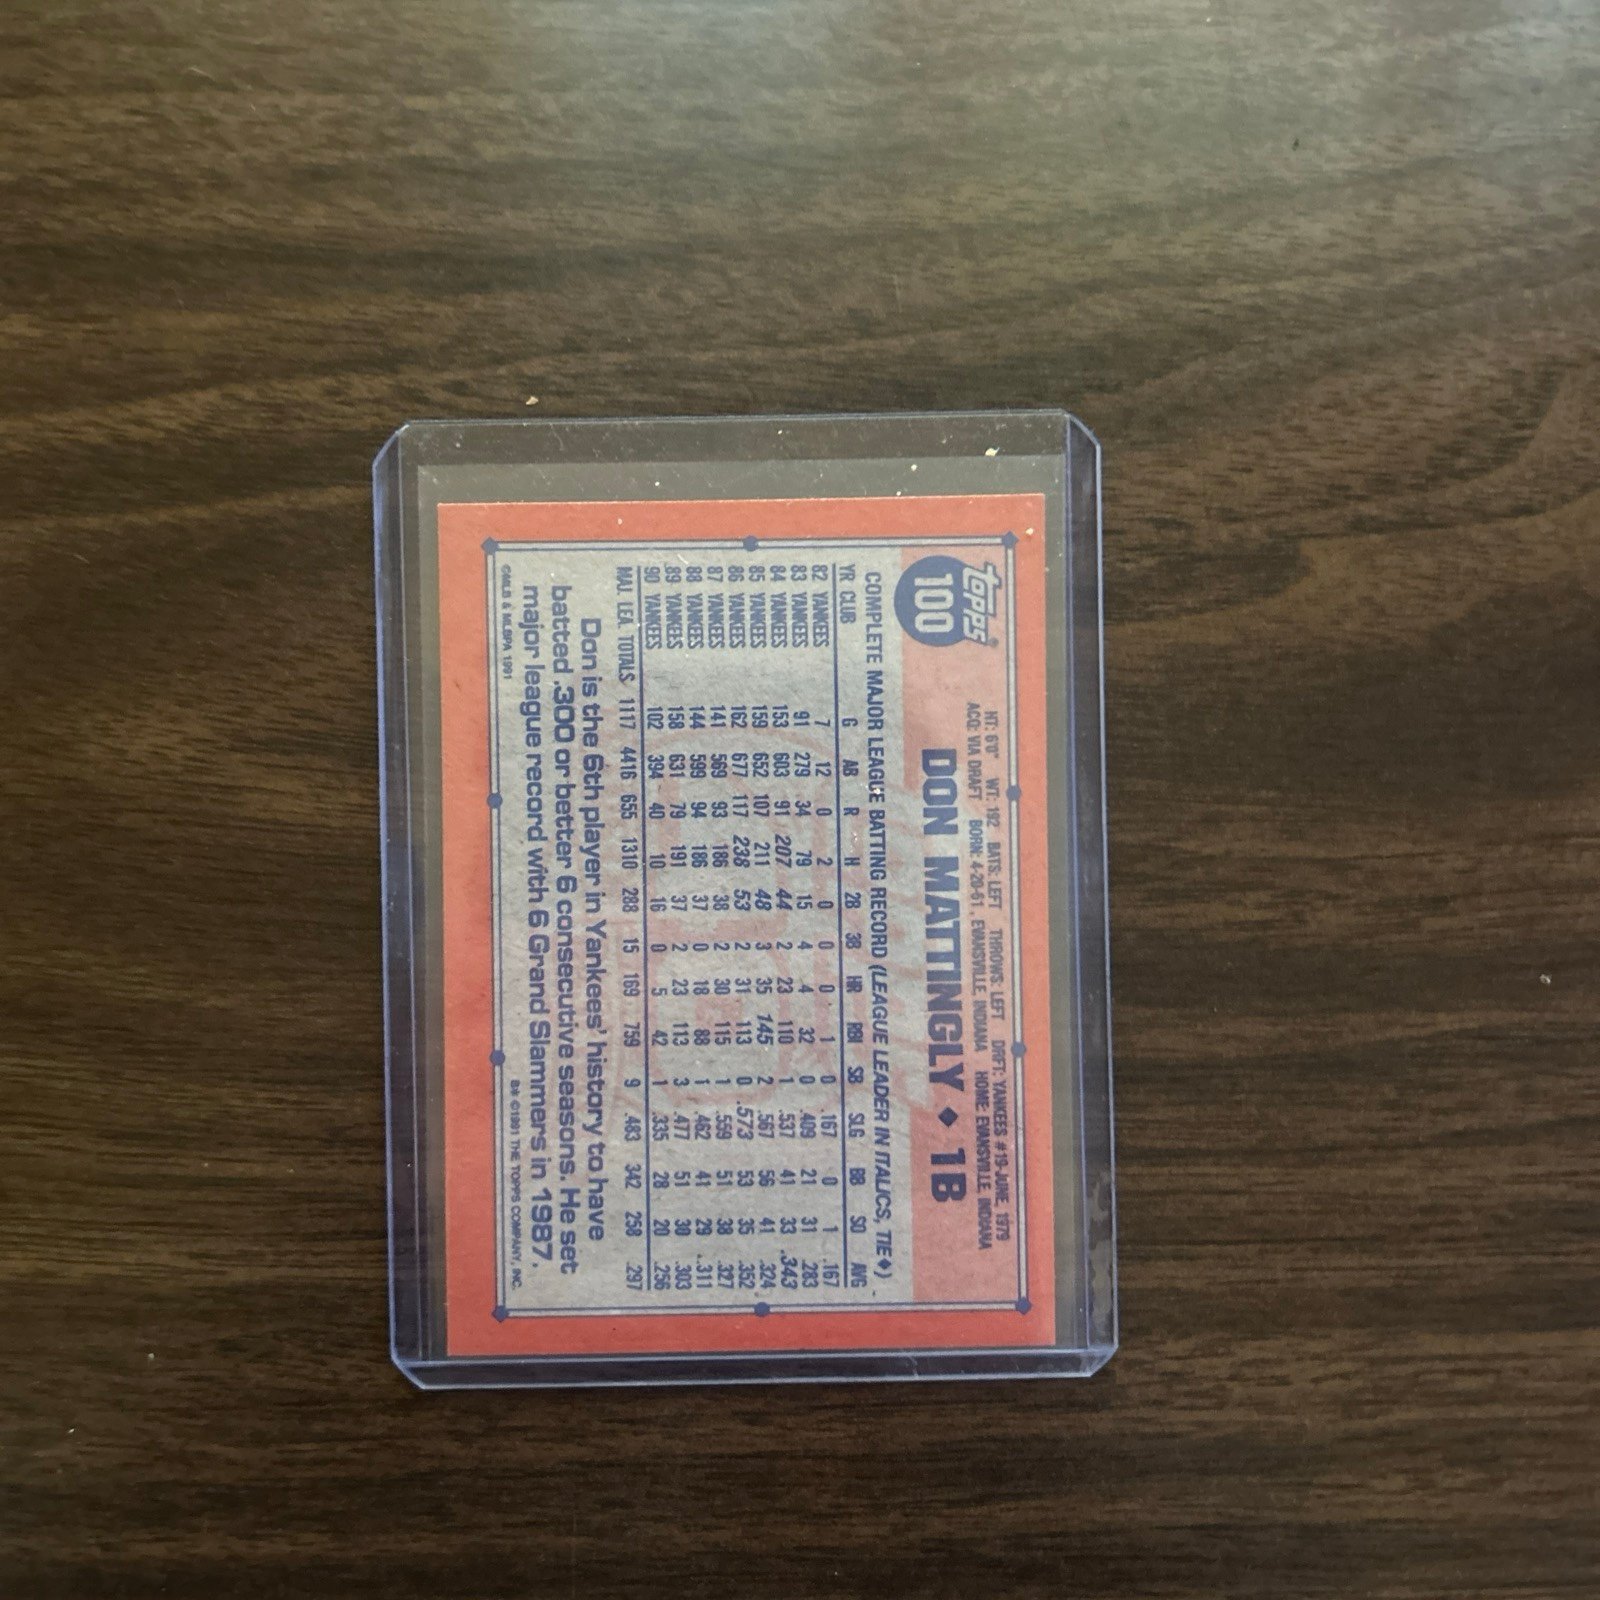 topps®
100
HT: 6'0" WT: 192 BATS: LEFT THROWS: LEFT DRFT: YANKEES #19-JUNE, 1979
ACQ: VIA DRAFT BORN: 4-20-61, EVANSVILLE, INDIANA HOME: EVANSVILLE, INDIANA
DON MATTINGLY ◆ 1B
COMPLETE MAJOR LEAGUE BATTING RECORD (LEAGUE LEADER IN ITALICS, TIE◆)
YR CLUB G AB R H 2B 3B HR RBI SB SLG BB SO AVG
82 YANKEES 7 12 0 2 0 0 0 1 0 .167 0 1 .167
83 YANKEES 91 279 34 79 15 4 4 32 0 .409 21 31 .283
84 YANKEES 153 603 91 207 44 2 23 110 1 .537 41 33 .343
85 YANKEES 159 652 107 211 48 3 35 145 2 .567 56 41 .324
86 YANKEES 162 677 117 238 53 2 31 113 0 .573 53 35 .352
87 YANKEES 141 569 93 186 38 2 30 115 1 .559 51 38 .327
88 YANKEES 144 599 94 186 37 0 18 88 1 .462 41 29 .311
89 YANKEES 158 631 79 191 37 2 23 113 3 .477 51 30 .303
90 YANKEES 102 394 40 10 16 0 5 42 1 .335 28 20 .256
MAJ. LEA. TOTALS 1117 4416 655 1310 288 15 169 759 9 .483 342 258 .297
Don is the 6th player in Yankees' history to have
batted .300 or better 6 consecutive seasons. He set
major league record with 6 Grand Slammers in 1987.
©MLB & MLBPA 1991
B* ©1991 THE TOPPS COMPANY, INC.